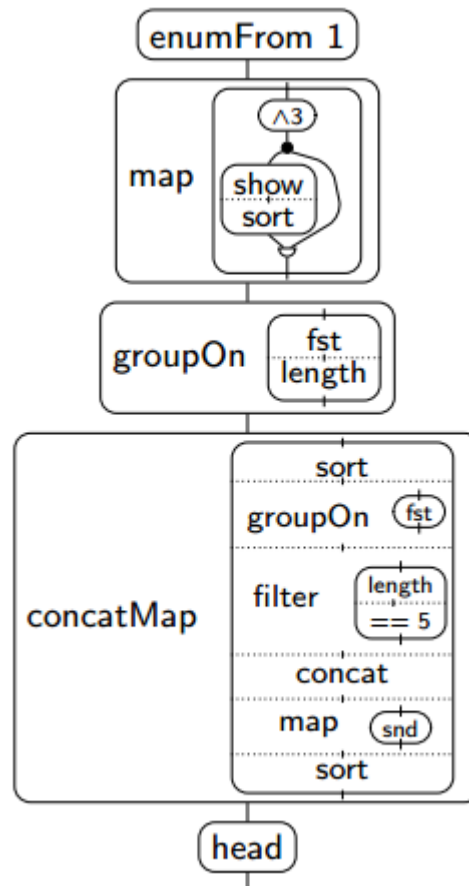 enumFrom 1
∧3
map
show
sort
groupOn
fst
length
sort
groupOn fst
filter
length
== 5
concatMap
concat
map snd
sort
head